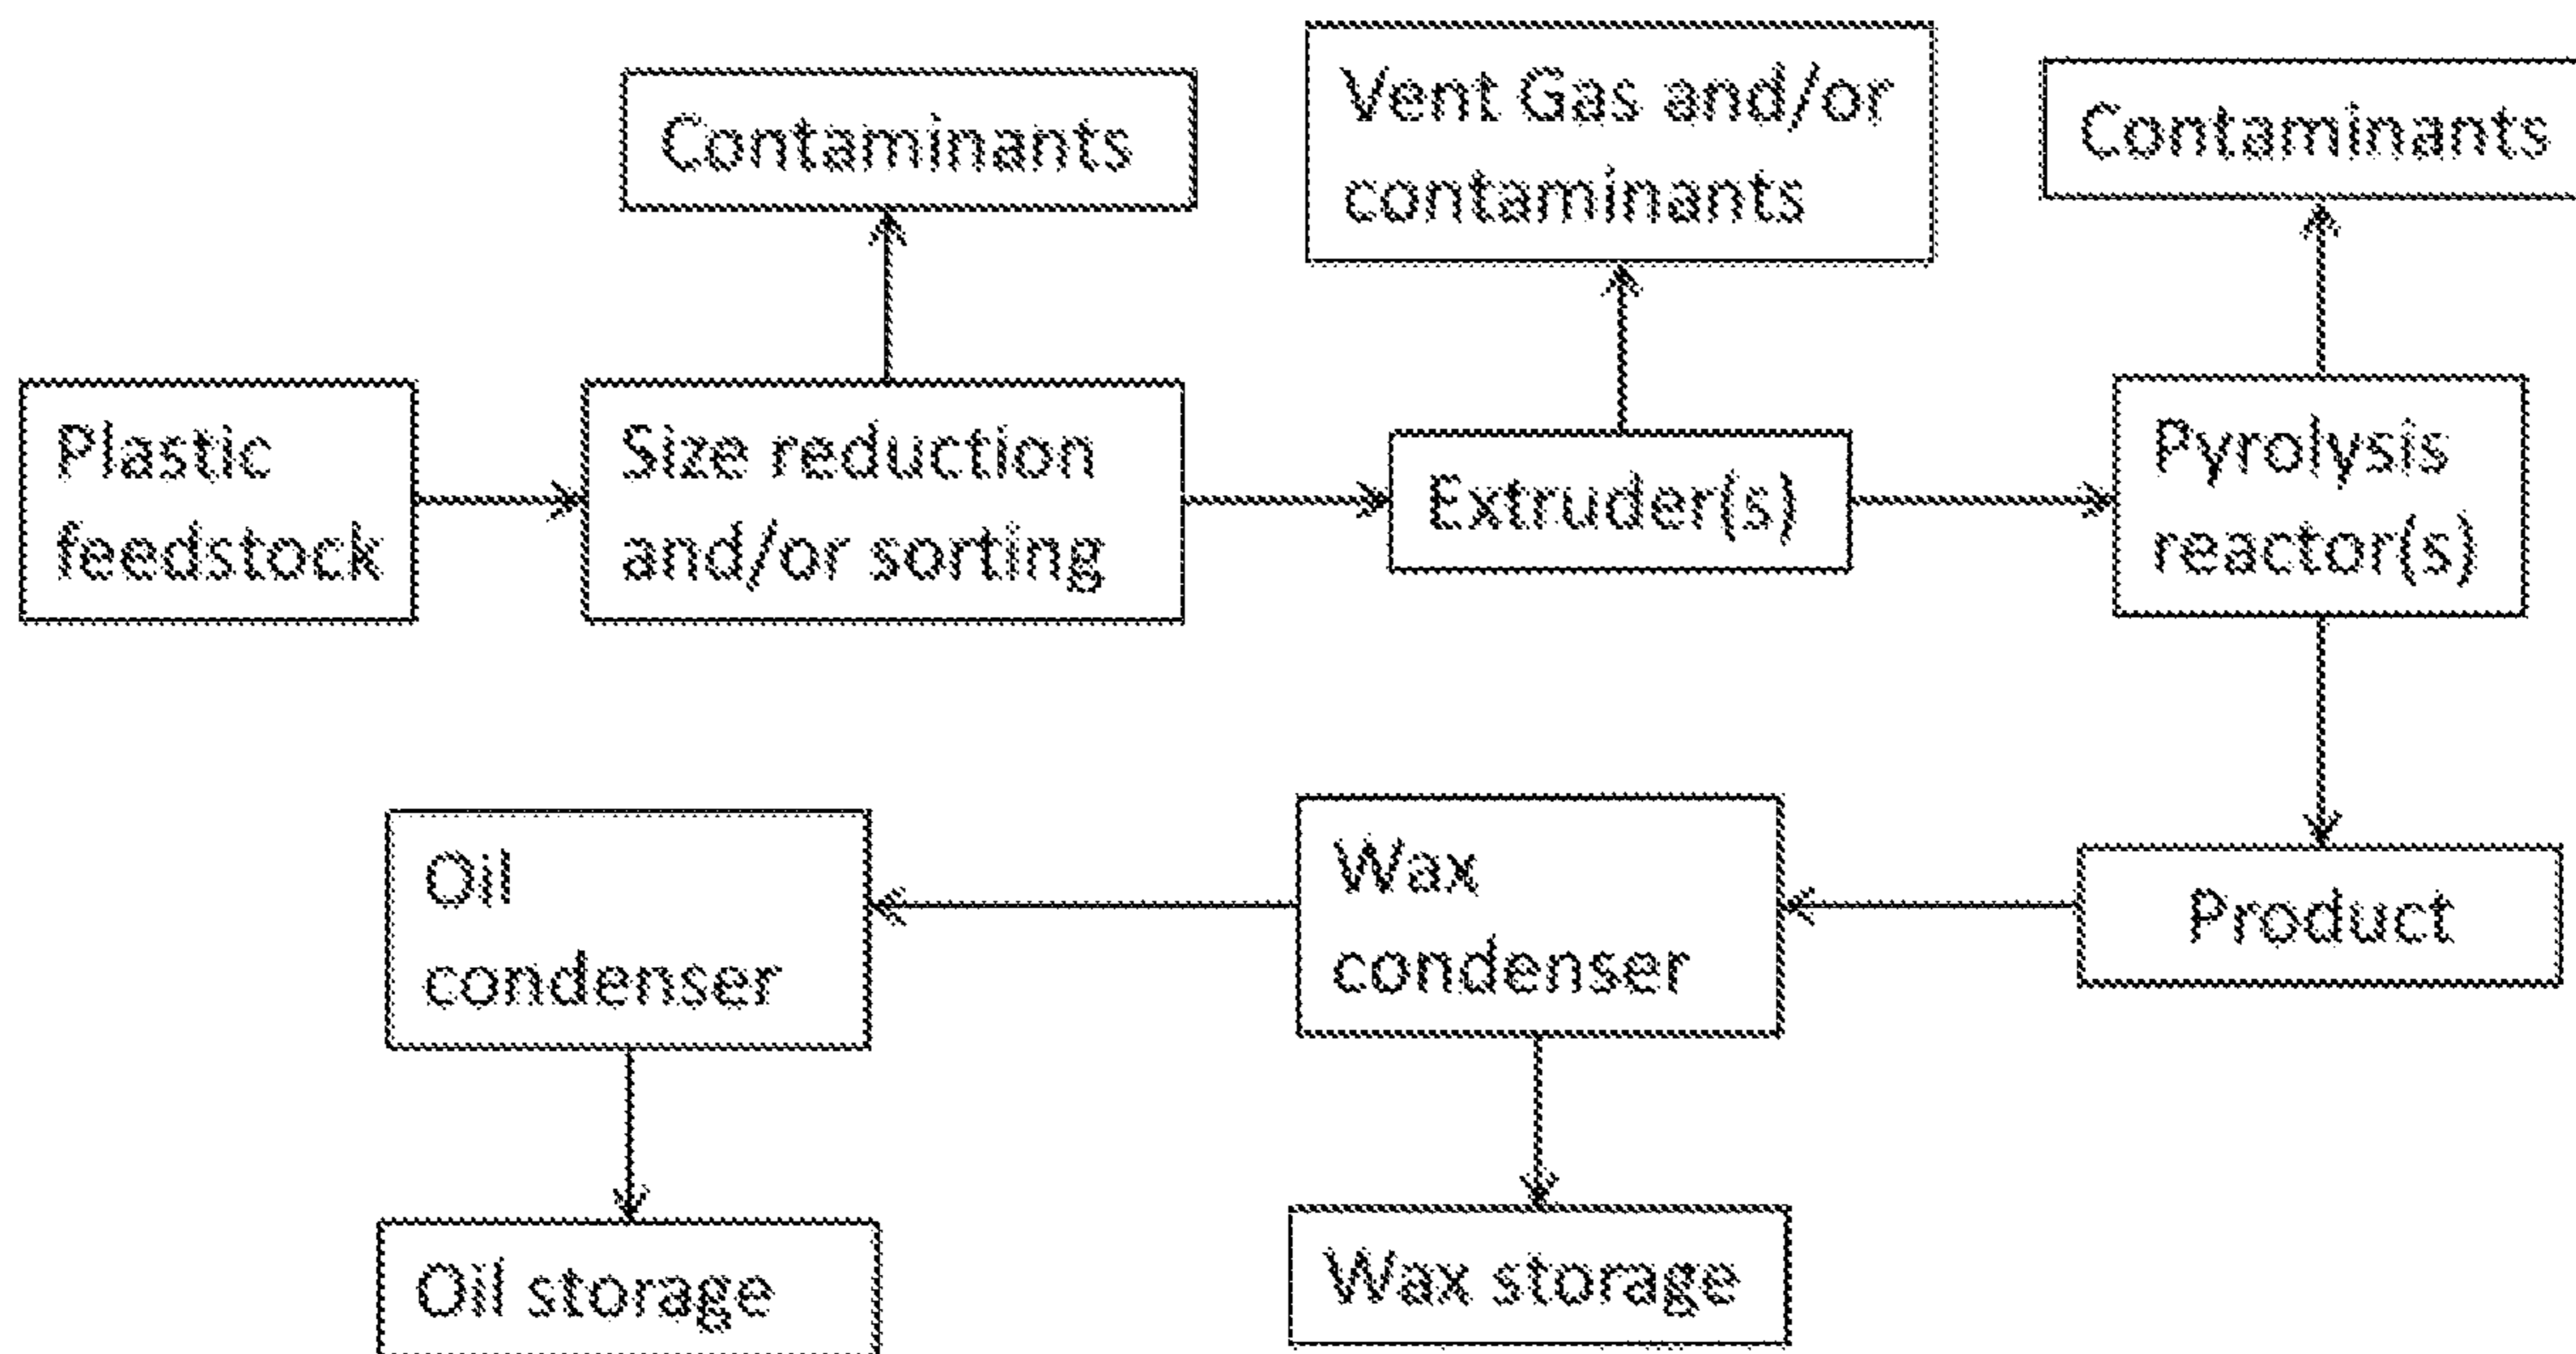 Contaminants
Vent Gas and/or
contaminants
Contaminants
Plastic
feedstock
Size reduction
and/or sorting
Extruder(s)
Pyrolysis
reactor(s)
Oil
condenser
Wax
condenser
Product
Oil storage
Wax storage